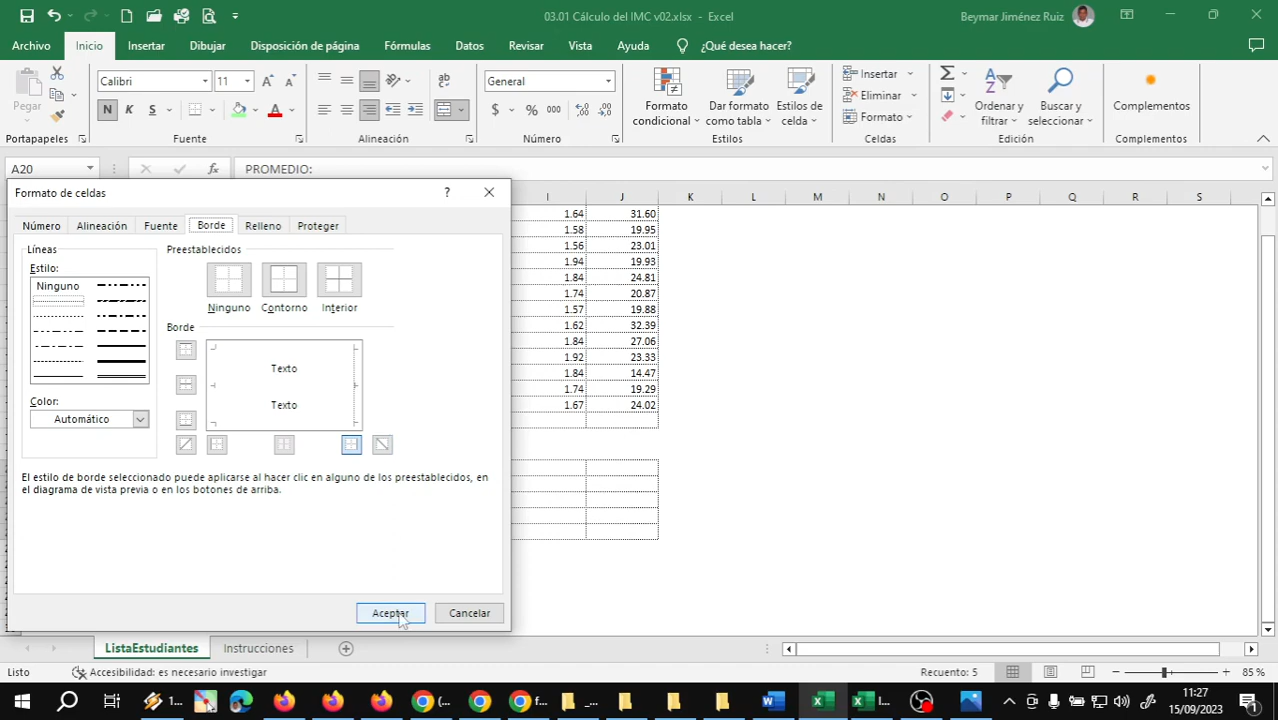 03.01 Cálculo del IMC v02.xlsx - Excel
Beymar Jiménez Ruiz
Archivo Inicio Insertar Dibujar Disposición de página Fórmulas Datos Revisar Vista Ayuda ¿Qué desea hacer?
Pegar
Calibri 11
N K S
General
$ % 000
Formato condicional
Dar formato como tabla
Estilos de celda
Insertar
Eliminar
Formato
Ordenar y filtrar
Buscar y seleccionar
Complementos
Portapapeles Fuente Alineación Número Estilos Celdas Edición Complementos
A20 fx PROMEDIO:
Formato de celdas ?
Número Alineación Fuente Borde Relleno Proteger
Líneas
Estilo:
Ninguno
Color:
Automático
Preestablecidos
Ninguno Contorno Interior
Borde
Texto
Texto
El estilo de borde seleccionado puede aplicarse al hacer clic en alguno de los preestablecidos, en
el diagrama de vista previa o en los botones de arriba.
Aceptar Cancelar
I J K L M N O P Q R S
1.64 31.60
1.58 19.95
1.56 23.01
1.94 19.93
1.84 24.81
1.74 20.87
1.57 19.88
1.62 32.39
1.84 27.06
1.92 23.33
1.84 14.47
1.74 19.29
1.67 24.02
ListaEstudiantes Instrucciones
Listo Accesibilidad: es necesario investigar Recuento: 5 85 %
1... (... f... _... I...
11:27
15/09/2023
1